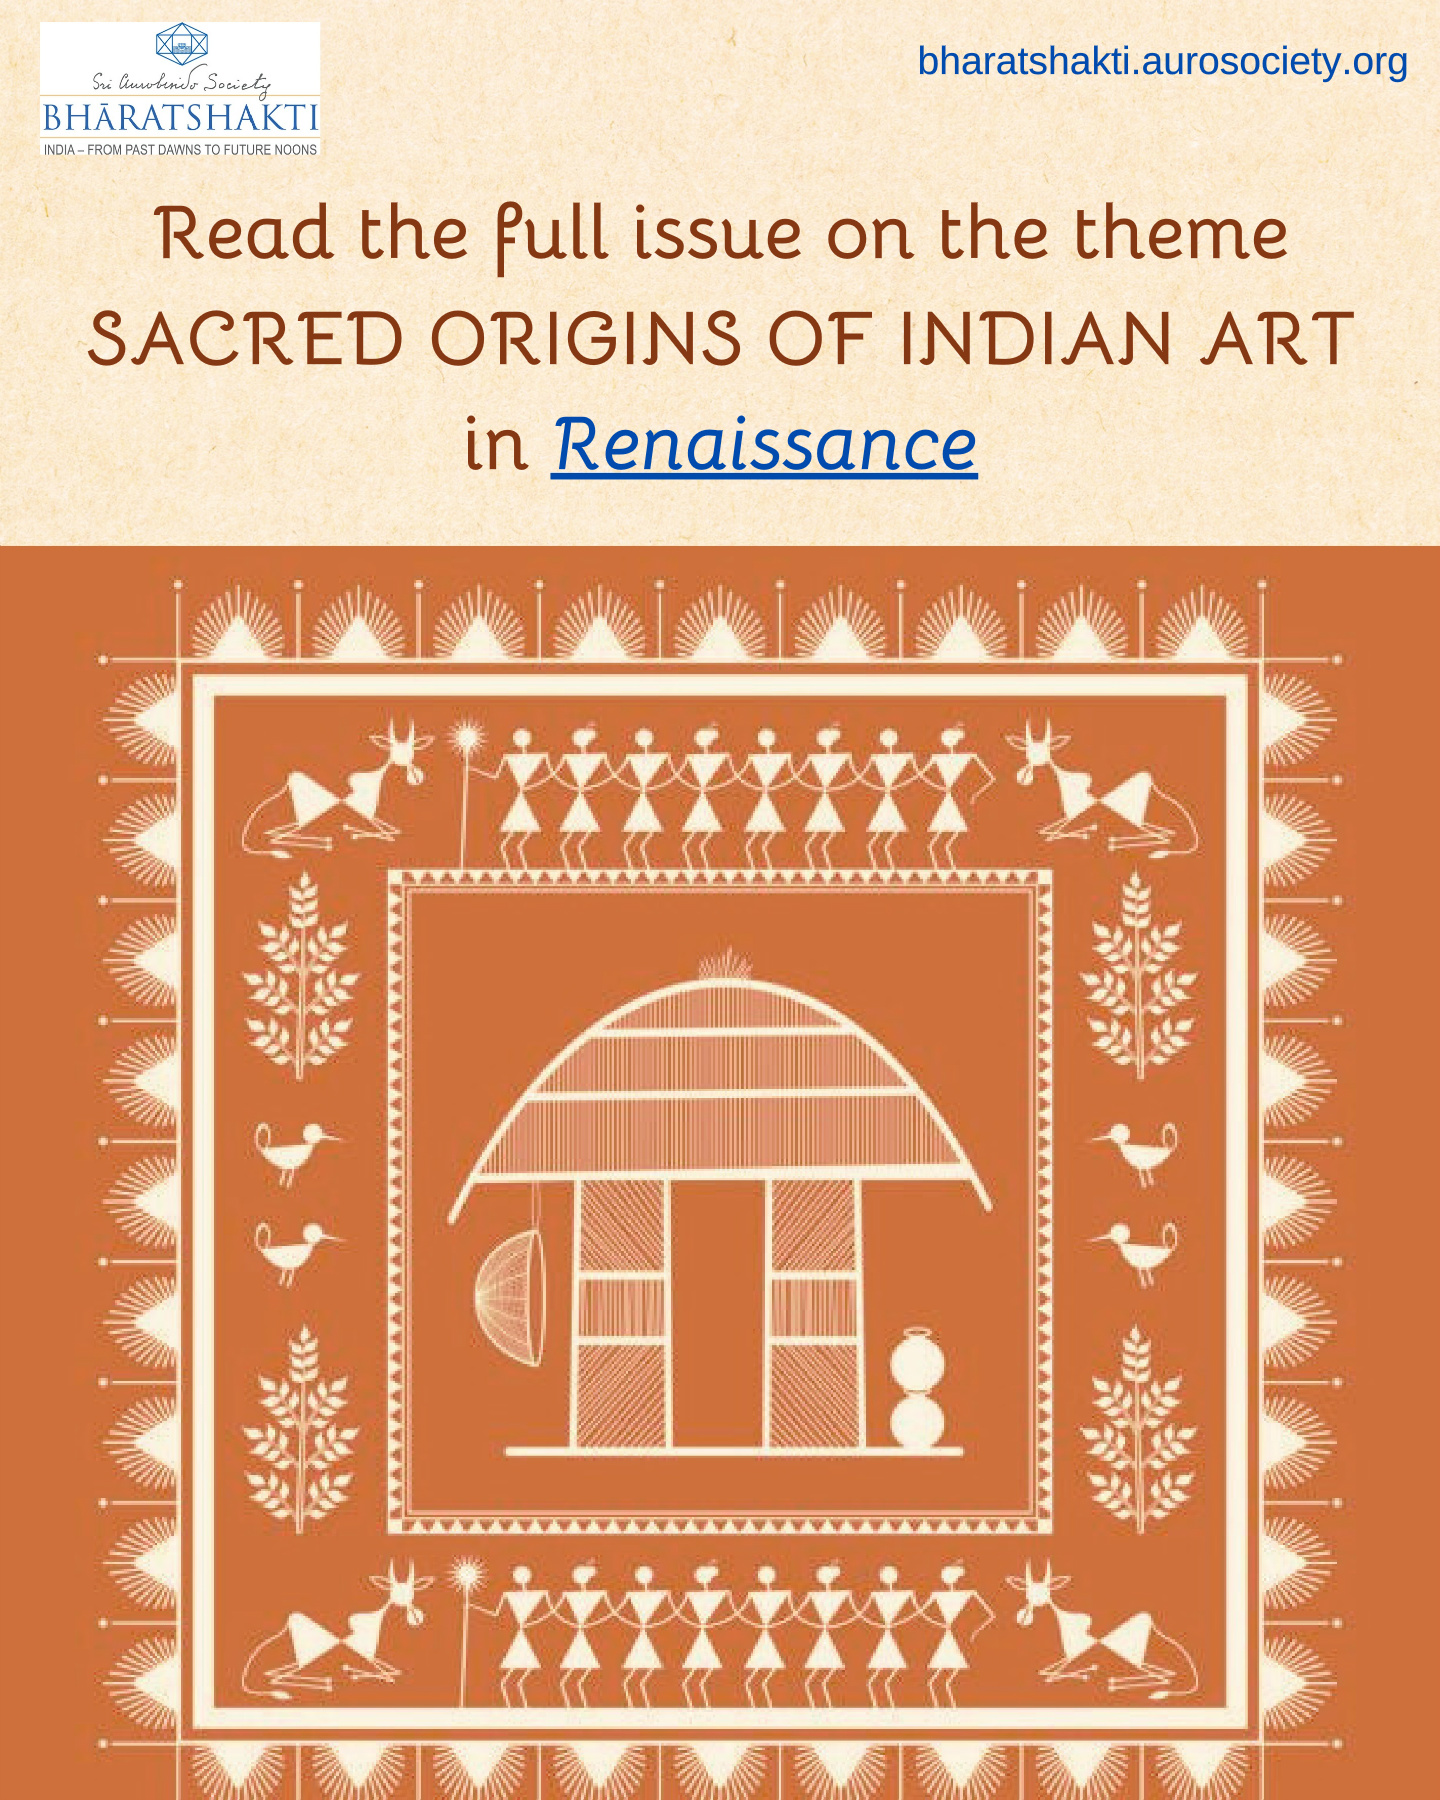 Sri Aurobindo Society
BHĀRATSHAKTI
INDIA – FROM PAST DAWNS TO FUTURE NOONS
bharatshakti.aurosociety.org
Read the full issue on the theme
SACRED ORIGINS OF INDIAN ART
in Renaissance